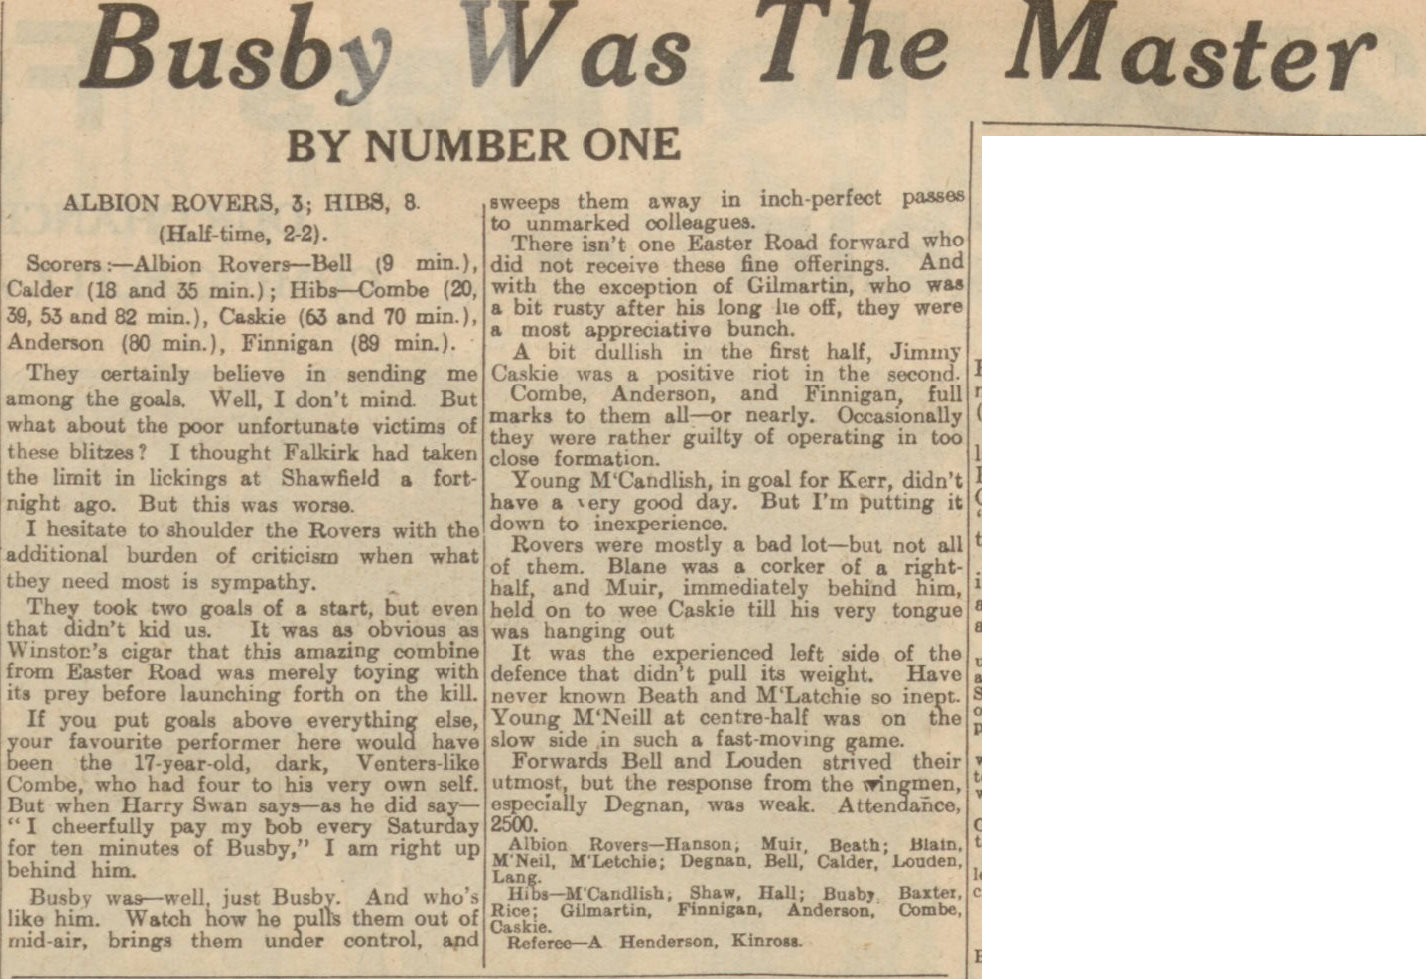 Busby Was The Master
BY NUMBER ONE
ALBION ROVERS, 3; HIBS, 8.
(Half-time, 2-2).
Scorers:—Albion Rovers—Bell (9 min.),
Calder (18 and 35 min.); Hibs—Combe (20,
39, 53 and 82 min.), Caskie (63 and 70 min.),
Anderson (80 min.), Finnigan (89 min.).
They certainly believe in sending me
among the goals. Well, I don't mind. But
what about the poor unfortunate victims of
these blitzes? I thought Falkirk had taken
the limit in lickings at Shawfield a fort-
night ago. But this was worse.
I hesitate to shoulder the Rovers with the
additional burden of criticism when what
they need most is sympathy.
They took two goals of a start, but even
that didn't kid us. It was as obvious as
Winston's cigar that this amazing combine
from Easter Road was merely toying with
its prey before launching forth on the kill.
If you put goals above everything else,
your favourite performer here would have
been the 17-year-old, dark, Venters-like
Combe, who had four to his very own self.
But when Harry Swan says—as he did say—
"I cheerfully pay my bob every Saturday
for ten minutes of Busby," I am right up
behind him.
Busby was—well, just Busby. And who's
like him. Watch how he pulls them out of
mid-air, brings them under control, and
sweeps them away in inch-perfect passes
to unmarked colleagues.
There isn't one Easter Road forward who
did not receive these fine offerings. And
with the exception of Gilmartin, who was
a bit rusty after his long lie off, they were
a most appreciative bunch.
A bit dullish in the first half, Jimmy
Caskie was a positive riot in the second.
Combe, Anderson, and Finnigan, full
marks to them all—or nearly. Occasionally
they were rather guilty of operating in too
close formation.
Young M'Candlish, in goal for Kerr, didn't
have a very good day. But I'm putting it
down to inexperience.
Rovers were mostly a bad lot—but not all
of them. Blane was a corker of a right-
half, and Muir, immediately behind him,
held on to wee Caskie till his very tongue
was hanging out
It was the experienced left side of the
defence that didn't pull its weight. Have
never known Beath and M'Latchie so inept.
Young M'Neill at centre-half was on the
slow side in such a fast-moving game.
Forwards Bell and Louden strived their
utmost, but the response from the wingmen,
especially Degnan, was weak. Attendance,
2500.
Albion Rovers—Hanson; Muir, Beath; Blain,
M'Neil, M'Letchie; Degnan, Bell, Calder, Louden,
Lang.
Hibs—M'Candlish; Shaw, Hall; Busby, Baxter,
Rice; Gilmartin, Finnigan, Anderson, Combe,
Caskie.
Referee—A Henderson, Kinross.